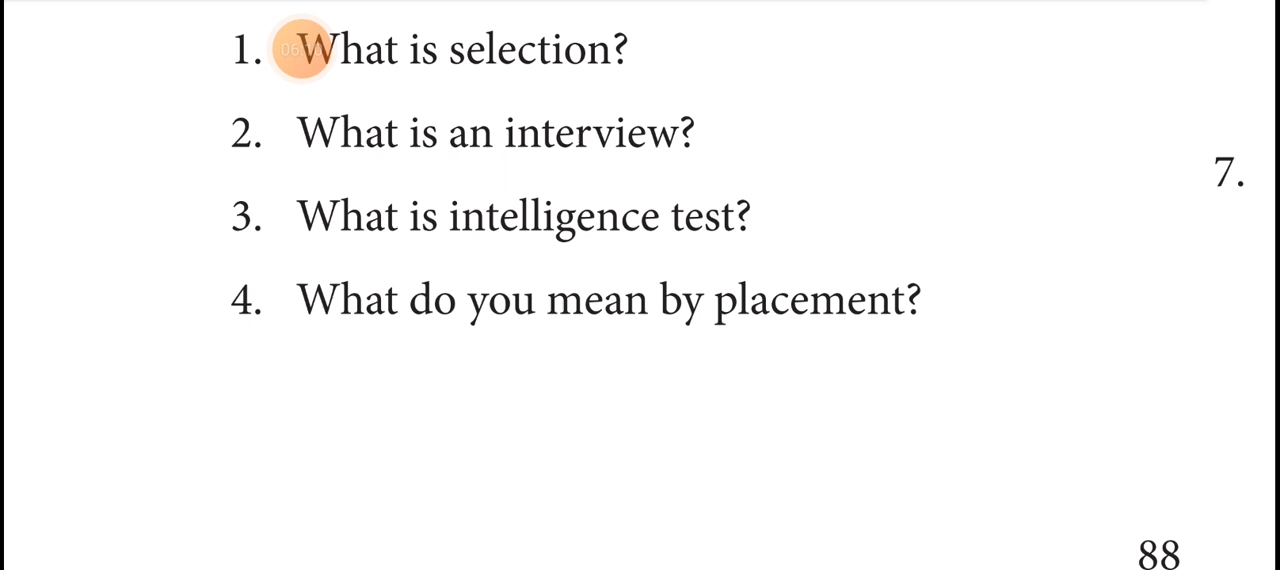 1. What is selection?
2. What is an interview?
3. What is intelligence test?
4. What do you mean by placement?
7.
88